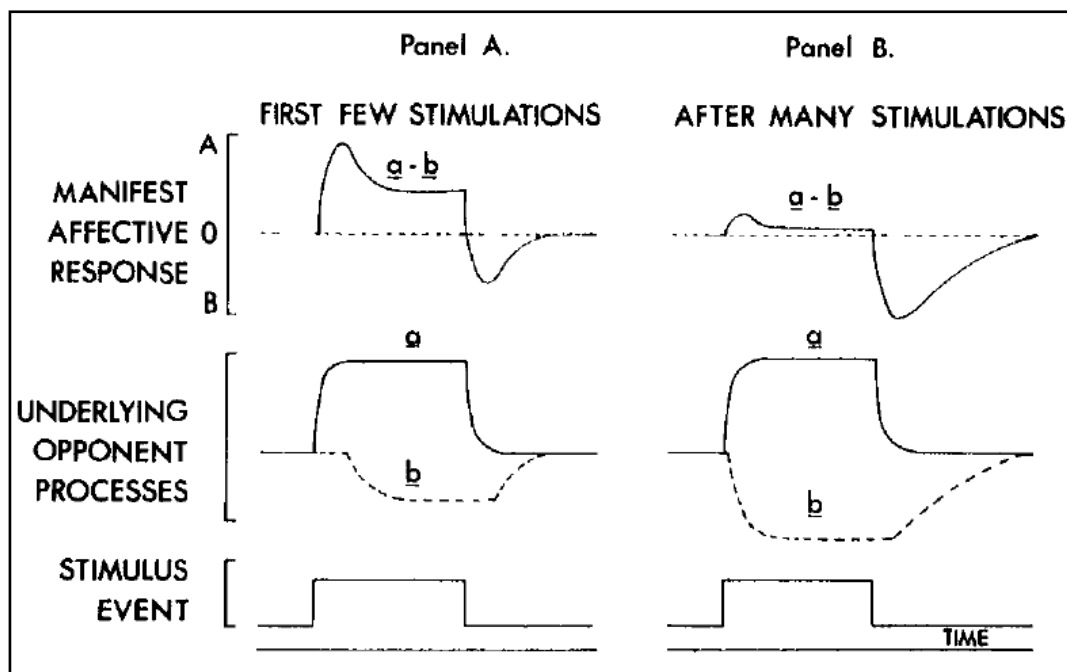 Panel A.
Panel B.
FIRST FEW STIMULATIONS
AFTER MANY STIMULATIONS
MANIFEST
AFFECTIVE
RESPONSE
A
0
B
a - b
a - b
UNDERLYING
OPPONENT
PROCESSES
a
b
a
b
STIMULUS
EVENT
TIME